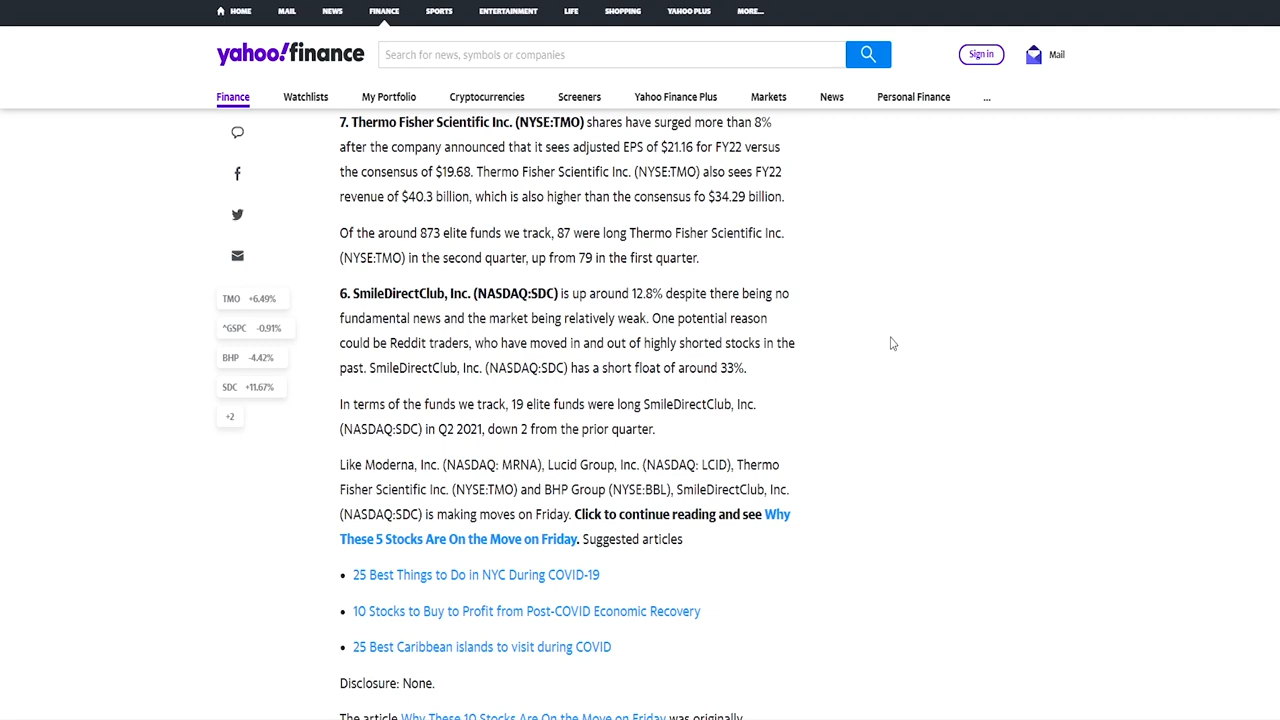 HOME MAIL NEWS FINANCE SPORTS ENTERTAINMENT LIFE SHOPPING YAHOO PLUS MORE...
yahoo!finance
Search for news, symbols or companies
Sign in
Mail
Finance Watchlists My Portfolio Cryptocurrencies Screeners Yahoo Finance Plus Markets News Personal Finance ...
7. Thermo Fisher Scientific Inc. (NYSE:TMO) shares have surged more than 8%
after the company announced that it sees adjusted EPS of $21.16 for FY22 versus
the consensus of $19.68. Thermo Fisher Scientific Inc. (NYSE:TMO) also sees FY22
revenue of $40.3 billion, which is also higher than the consensus fo $34.29 billion.
Of the around 873 elite funds we track, 87 were long Thermo Fisher Scientific Inc.
(NYSE:TMO) in the second quarter, up from 79 in the first quarter.
TMO +6.49%
^GSPC -0.91%
BHP -4.42%
SDC +11.67%
+2
6. SmileDirectClub, Inc. (NASDAQ:SDC) is up around 12.8% despite there being no
fundamental news and the market being relatively weak. One potential reason
could be Reddit traders, who have moved in and out of highly shorted stocks in the
past. SmileDirectClub, Inc. (NASDAQ:SDC) has a short float of around 33%.
In terms of the funds we track, 19 elite funds were long SmileDirectClub, Inc.
(NASDAQ:SDC) in Q2 2021, down 2 from the prior quarter.
Like Moderna, Inc. (NASDAQ: MRNA), Lucid Group, Inc. (NASDAQ: LCID), Thermo
Fisher Scientific Inc. (NYSE:TMO) and BHP Group (NYSE:BBL), SmileDirectClub, Inc.
(NASDAQ:SDC) is making moves on Friday. Click to continue reading and see Why
These 5 Stocks Are On the Move on Friday. Suggested articles
• 25 Best Things to Do in NYC During COVID-19
• 10 Stocks to Buy to Profit from Post-COVID Economic Recovery
• 25 Best Caribbean islands to visit during COVID
Disclosure: None.
The article Why These 10 Stocks Are On the Move on Friday was originally